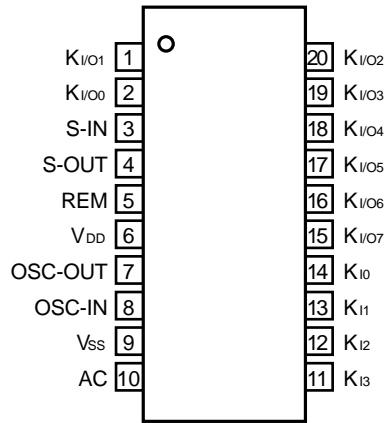 KI/O1 1 20 KI/O2
KI/O0 2 19 KI/O3
S-IN 3 18 KI/O4
S-OUT 4 17 KI/O5
REM 5 16 KI/O6
VDD 6 15 KI/O7
OSC-OUT 7 14 KI0
OSC-IN 8 13 KI1
VSS 9 12 KI2
AC 10 11 KI3